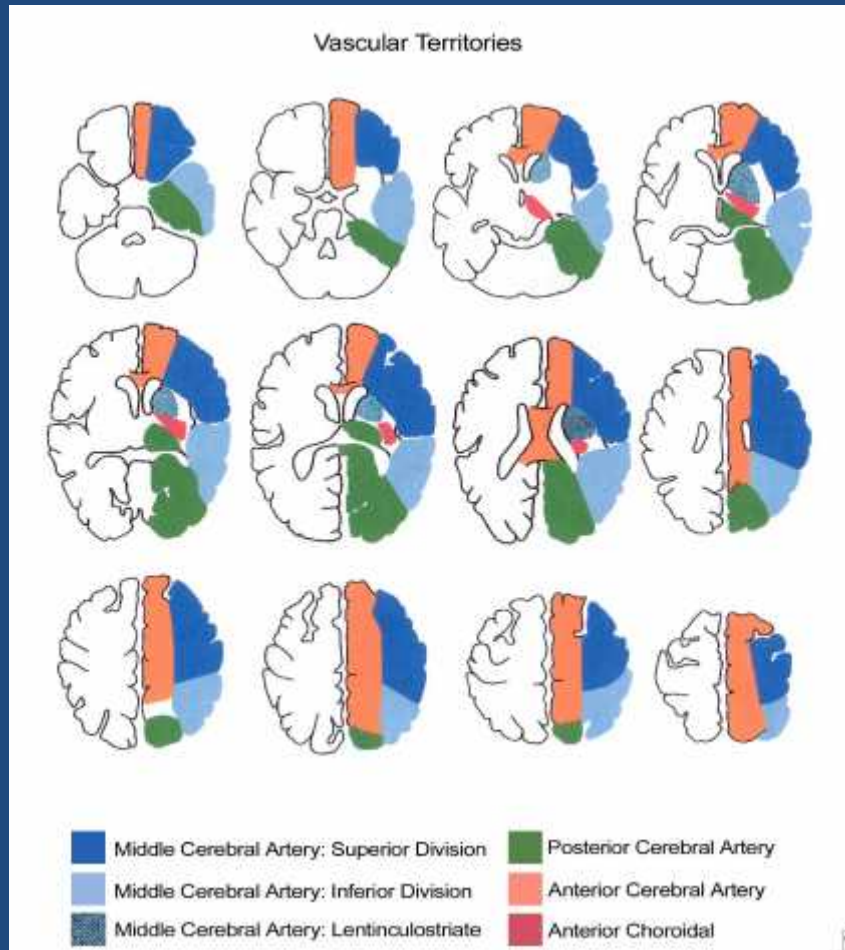 Vascular Territories
Middle Cerebral Artery: Superior Division
Posterior Cerebral Artery
Middle Cerebral Artery: Inferior Division
Anterior Cerebral Artery
Middle Cerebral Artery: Lentinculostriate
Anterior Choroidal